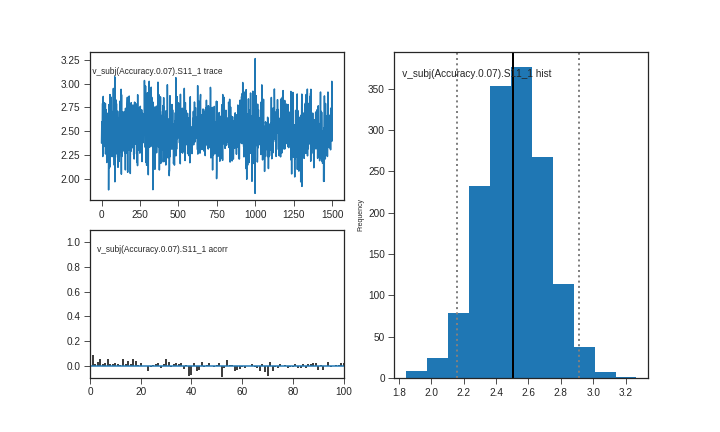 3.25
3.00
2.75
2.50
2.25
2.00
v_subj(Accuracy.0.07).S11_1 trace
0 250 500 750 1000 1250 1500
1.0
0.8
0.6
0.4
0.2
0.0
v_subj(Accuracy.0.07).S11_1 acorr
0 20 40 60 80 100
Frequency
350
300
250
200
150
100
50
0
v_subj(Accuracy.0.07).S11_1 hist
1.8 2.0 2.2 2.4 2.6 2.8 3.0 3.2